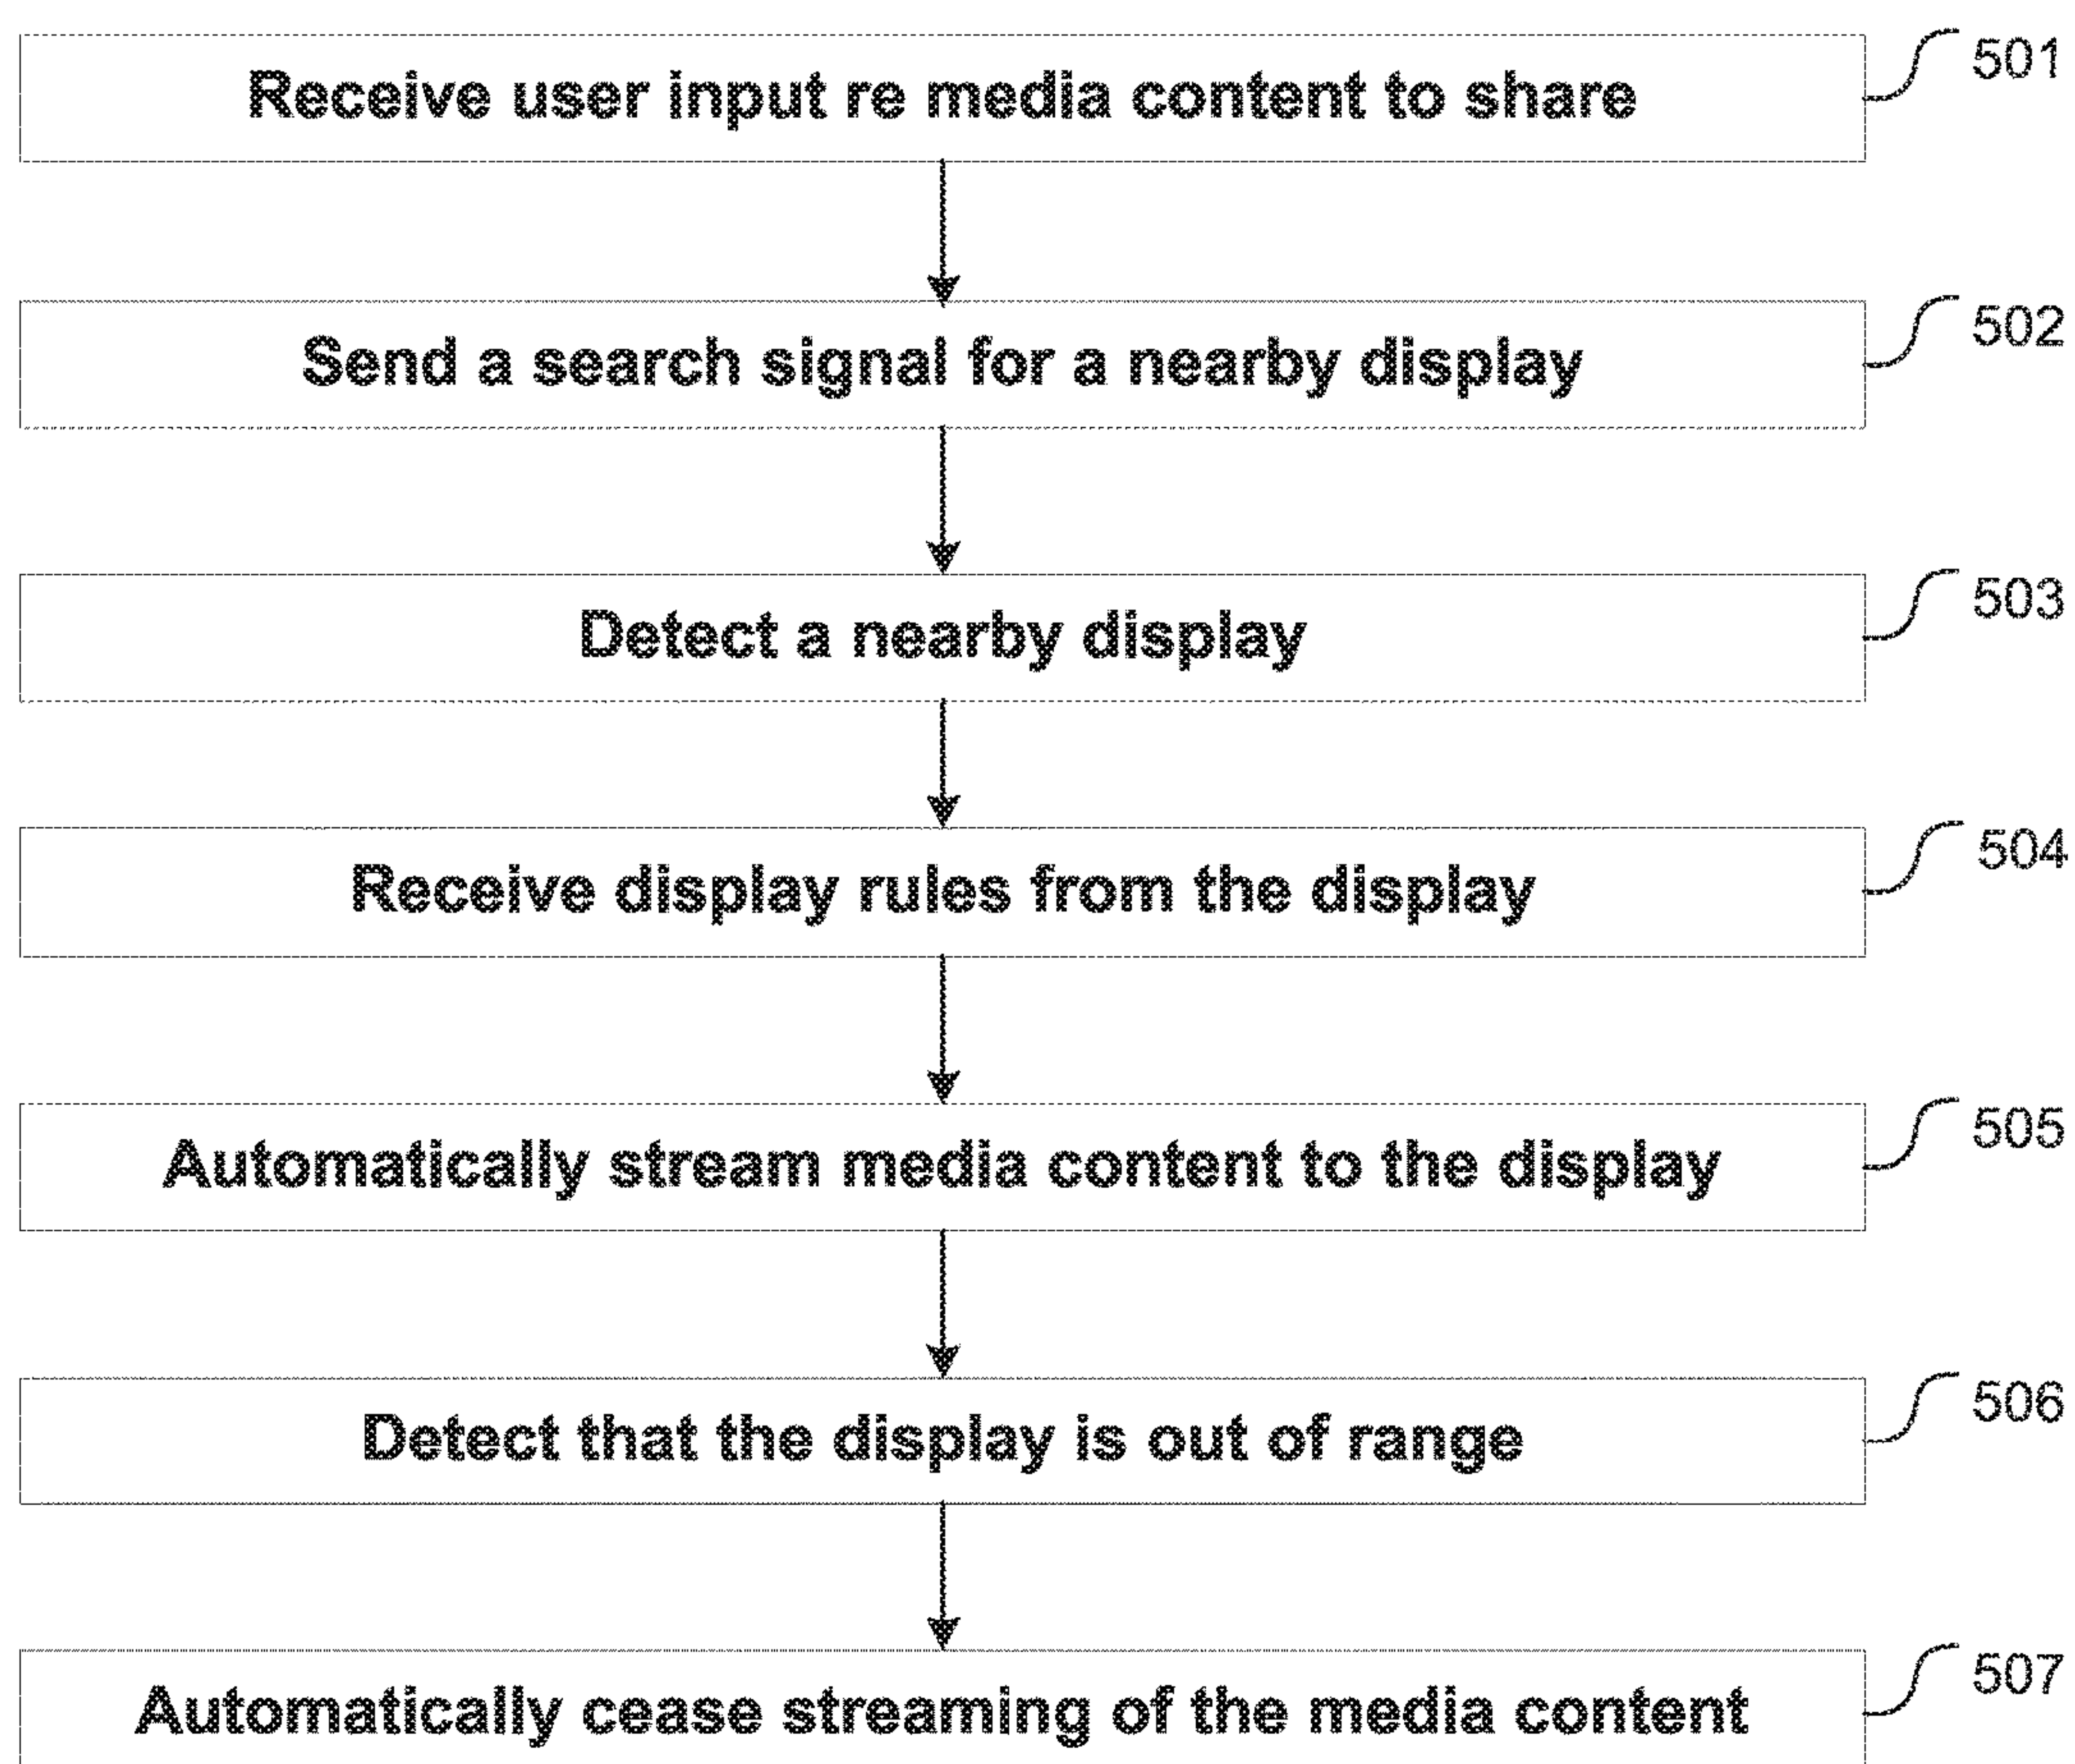 Receive user input re media content to share
501
Send a search signal for a nearby display
502
Detect a nearby display
503
Receive display rules from the display
504
Automatically stream media content to the display
505
Detect that the display is out of range
506
Automatically cease streaming of the media content
507